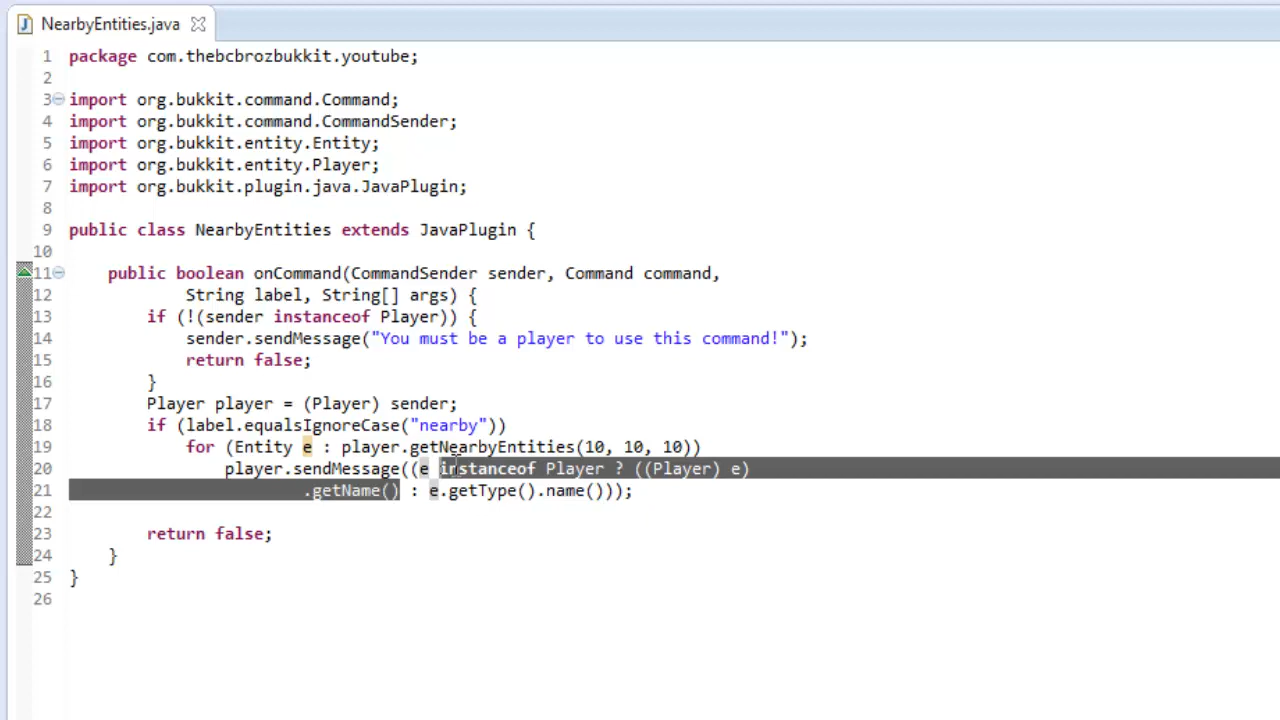 NearbyEntities.java
1 package com.thebcbrozbukkit.youtube;
2
3 import org.bukkit.command.Command;
4 import org.bukkit.command.CommandSender;
5 import org.bukkit.entity.Entity;
6 import org.bukkit.entity.Player;
7 import org.bukkit.plugin.java.JavaPlugin;
8
9 public class NearbyEntities extends JavaPlugin {
10
11 public boolean onCommand(CommandSender sender, Command command,
12 String label, String[] args) {
13 if (!(sender instanceof Player)) {
14 sender.sendMessage("You must be a player to use this command!");
15 return false;
16 }
17 Player player = (Player) sender;
18 if (label.equalsIgnoreCase("nearby"))
19 for (Entity e : player.getNearbyEntities(10, 10, 10))
20 player.sendMessage((e instanceof Player ? ((Player) e)
21 .getName() : e.getType().name()));
22
23 return false;
24 }
25 }
26